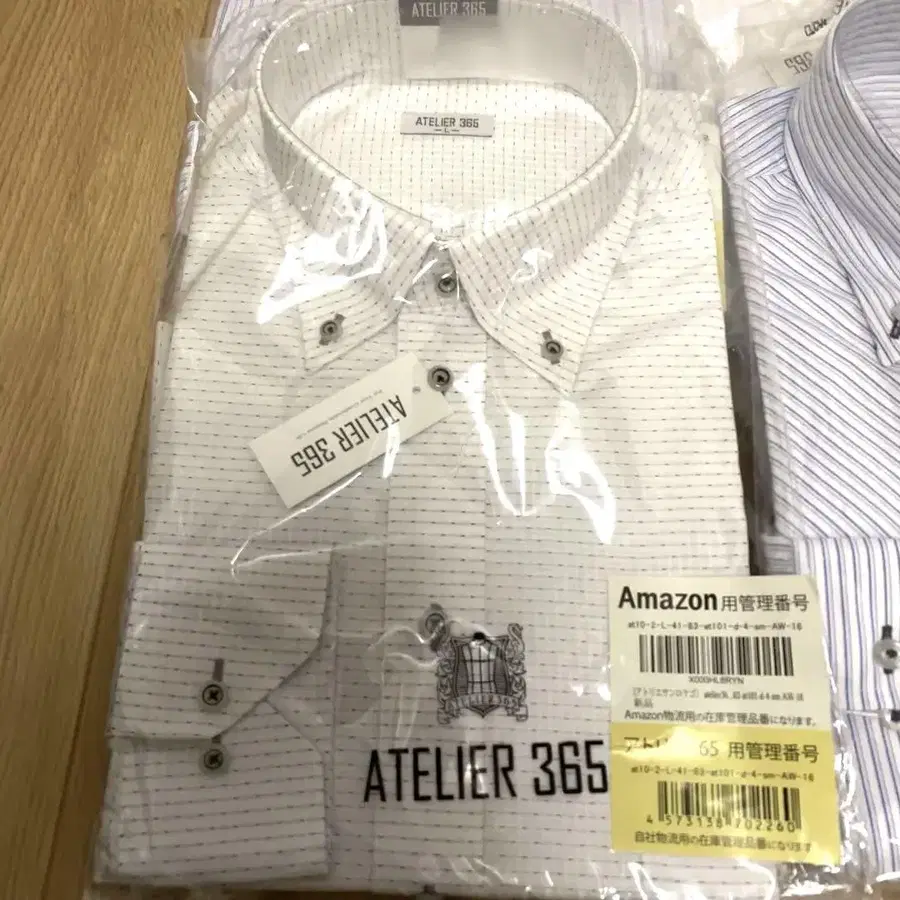 ATELIER 365
ATELIER 365
L
ATELIER 365
ATELIER 365
Amazon用管理番号
at10-2-L-41-83-at101-d-4-sm-AW-16
新品
Amazon物流用の在庫管理品番になります。
65 用管理番号
at10-2-L-41-83-at101-d-4-sm-AW-16
4573138702260
自社物流用の在庫管理品番になります。
365